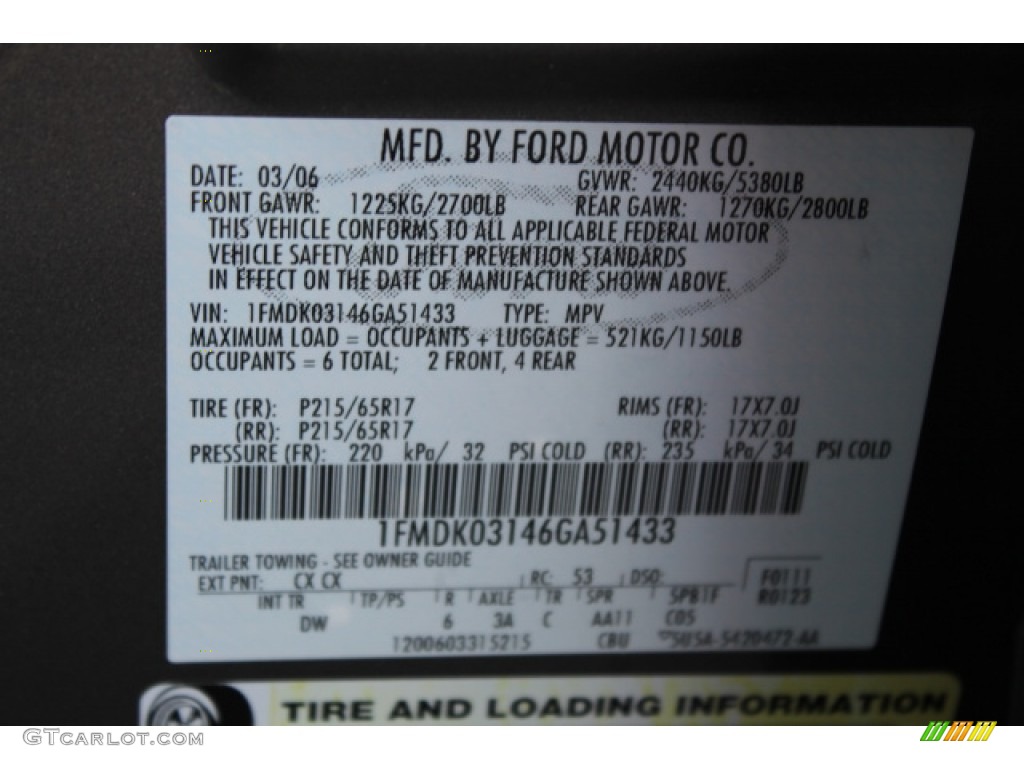 MFD. BY FORD MOTOR CO.
DATE: 03/06 GVWR: 2440KG/5380LB
FRONT GAWR: 1225KG/2700LB REAR GAWR: 1270KG/2800LB
THIS VEHICLE CONFORMS TO ALL APPLICABLE FEDERAL MOTOR
VEHICLE SAFETY AND THEFT PREVENTION STANDARDS
IN EFFECT ON THE DATE OF MANUFACTURE SHOWN ABOVE.
VIN: 1FMDK03146GA51433 TYPE: MPV
MAXIMUM LOAD = OCCUPANTS + LUGGAGE = 521KG/1150LB
OCCUPANTS = 6 TOTAL; 2 FRONT, 4 REAR
TIRE (FR): P215/65R17 RIMS (FR): 17X7.0J
(RR): P215/65R17 (RR): 17X7.0J
PRESSURE (FR): 220 kPa/ 32 PSI COLD (RR): 235 kPa/ 34 PSI COLD
1FMDK03146GA51433
TRAILER TOWING - SEE OWNER GUIDE
EXT PNT: CX CX RC: 53 DSO: F0111
INT TR TP/PS R AXLE TR SPR SPBTF R0123
DW 6 3A C AA11 C05
1200603315215 CBU 5U5A-5420472-AA
TIRE AND LOADING INFORMATION
GTcarlot.com